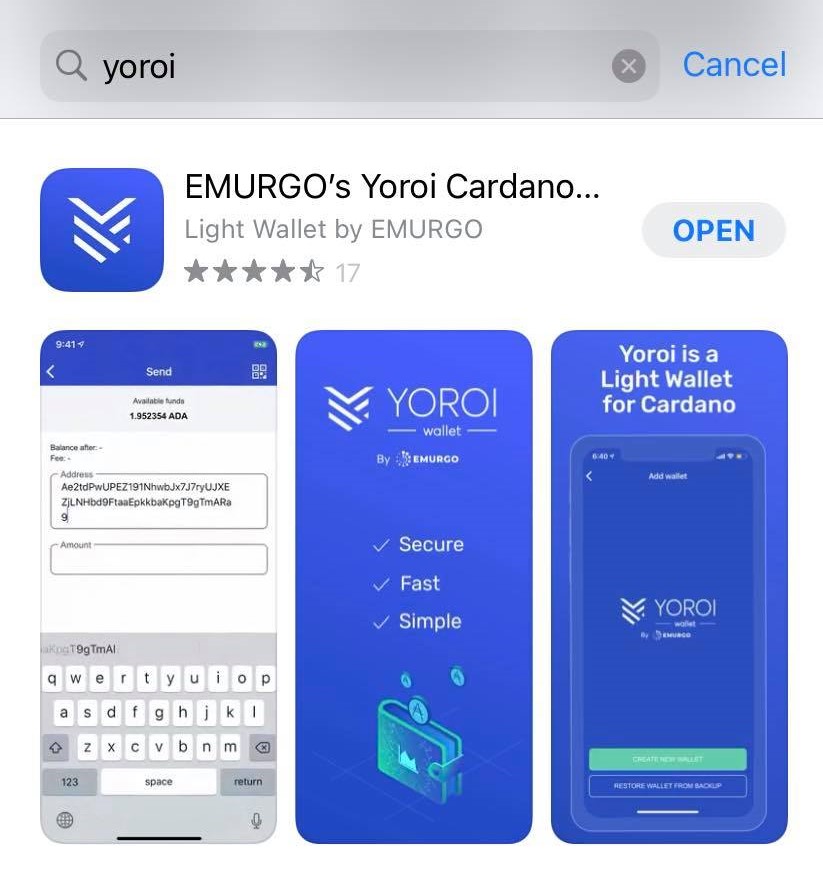 yoroi
Cancel
EMURGO’s Yoroi Cardano...
Light Wallet by EMURGO
17
OPEN
9:41
Send
Available funds
1.952354 ADA
Balance after: -
Fee: -
Address
Ae2tdPwUPEZ191NhwbJx7J7ryUJXE
ZjLNHbd9FtaaEpkkbaKpgT9gTmARa
9
Amount
aKpgT9gTmAI
q w e r t y u i o p
a s d f g h j k l
z x c v b n m
123 space return
YOROI
wallet
By EMURGO
Secure
Fast
Simple
Yoroi is a
Light Wallet
for Cardano
6:40
Add wallet
YOROI
wallet
By EMURGO
CREATE NEW WALLET
RESTORE WALLET FROM BACKUP